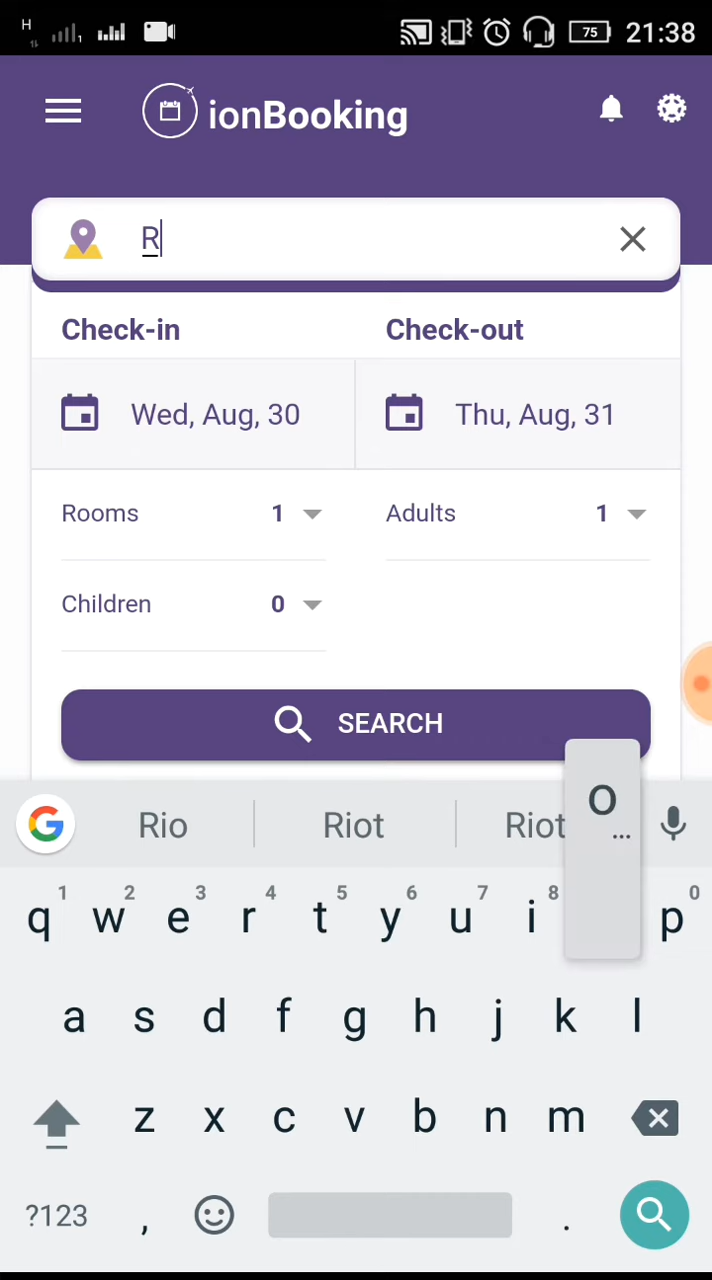 H 1 75 21:38
ionBooking
R
Check-in Check-out
Wed, Aug, 30 Thu, Aug, 31
Rooms 1 Adults 1
Children 0
SEARCH
O
...
G Rio Riot Riot
1 2 3 4 5 6 7 8 0
q w e r t y u i p
a s d f g h j k l
z x c v b n m
?123 , .